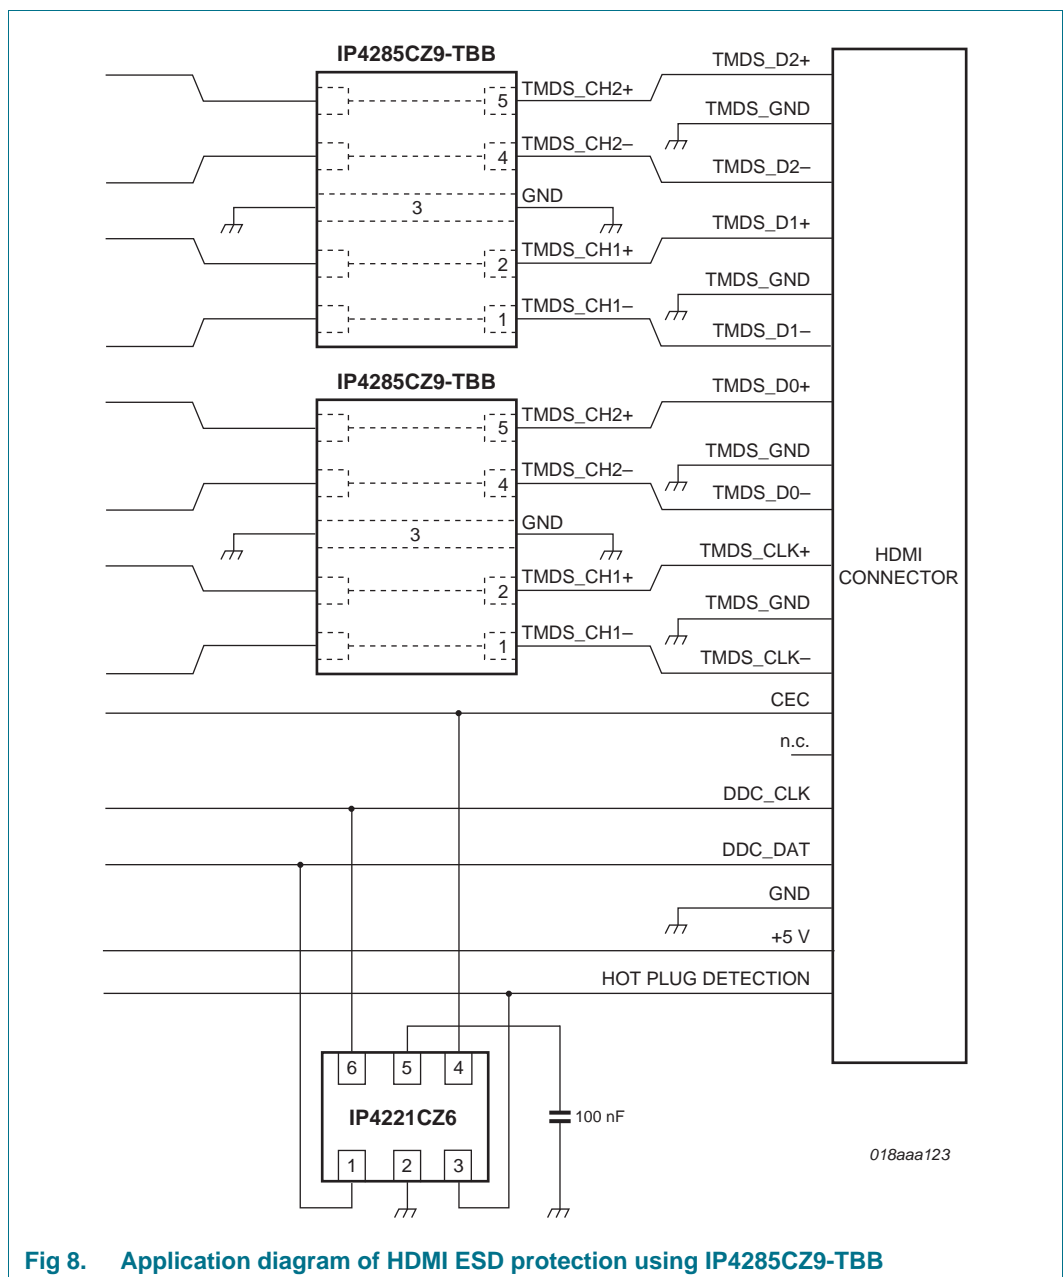 IP4285CZ9-TBB
TMDS_D2+
5
TMDS_CH2+
TMDS_GND
4
TMDS_CH2–
TMDS_D2–
3
GND
TMDS_D1+
2
TMDS_CH1+
TMDS_GND
1
TMDS_CH1–
TMDS_D1–
IP4285CZ9-TBB
TMDS_D0+
5
TMDS_CH2+
TMDS_GND
4
TMDS_CH2–
TMDS_D0–
3
GND
TMDS_CLK+
HDMI
CONNECTOR
2
TMDS_CH1+
TMDS_GND
1
TMDS_CH1–
TMDS_CLK–
CEC
n.c.
DDC_CLK
DDC_DAT
GND
+5 V
HOT PLUG DETECTION
6 5 4
IP4221CZ6
100 nF
1 2 3
018aaa123
Fig 8. Application diagram of HDMI ESD protection using IP4285CZ9-TBB